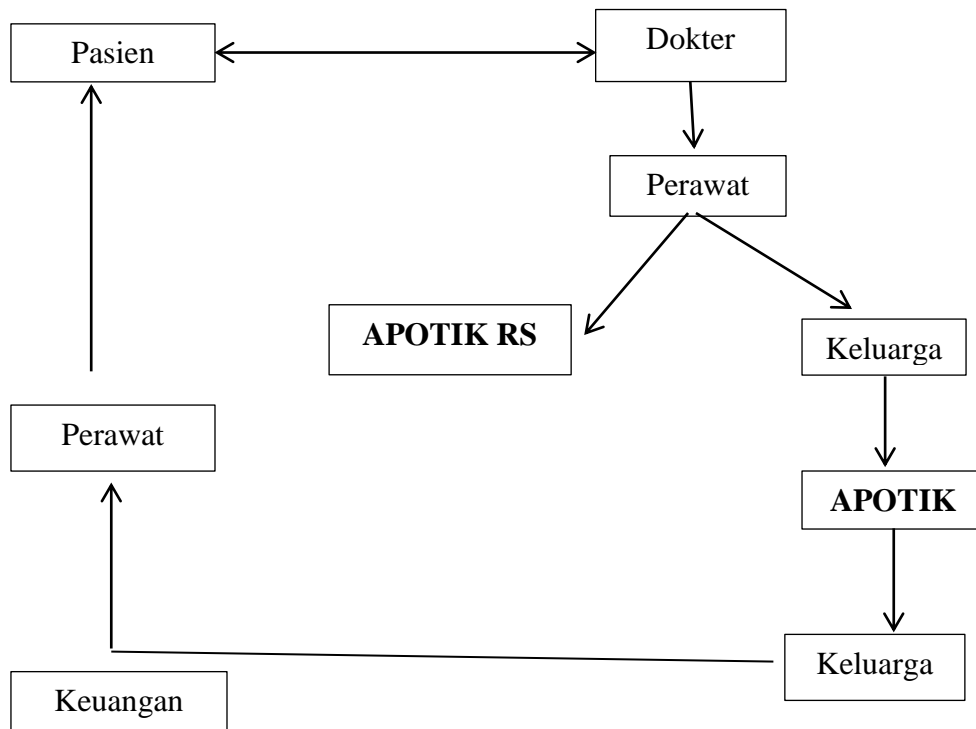 Pasien
Dokter
Perawat
APOTIK RS
Keluarga
Perawat
APOTIK
Keluarga
Keuangan